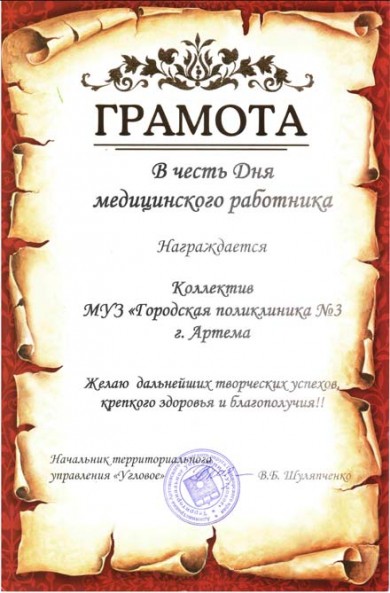 ГРАМОТА
В честь Дня
медицинского работника
Награждается
Коллектив
МУЗ «Городская поликлиника №3
г. Артема
Желаю дальнейших творческих успехов,
крепкого здоровья и благополучия!!
Начальник территориального
управления «Угловое»
В.Б. Шуляпченко